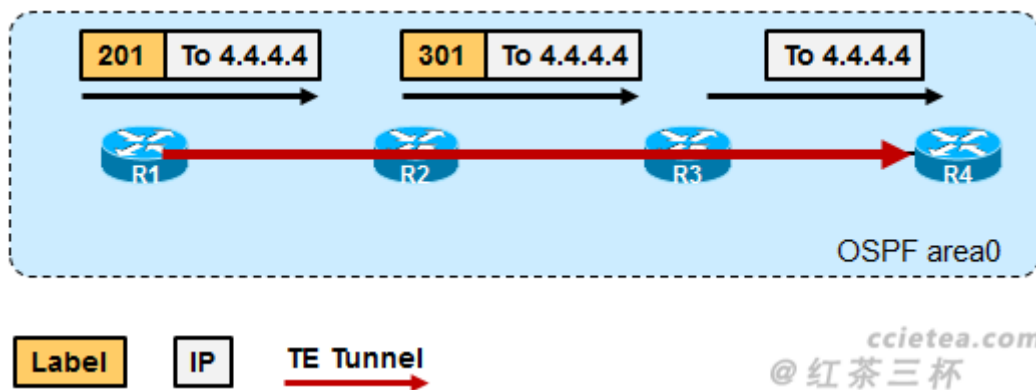 201 To 4.4.4.4 301 To 4.4.4.4 To 4.4.4.4
R1 R2 R3 R4
OSPF area0
Label IP TE Tunnel
ccietea.com
@红茶三杯